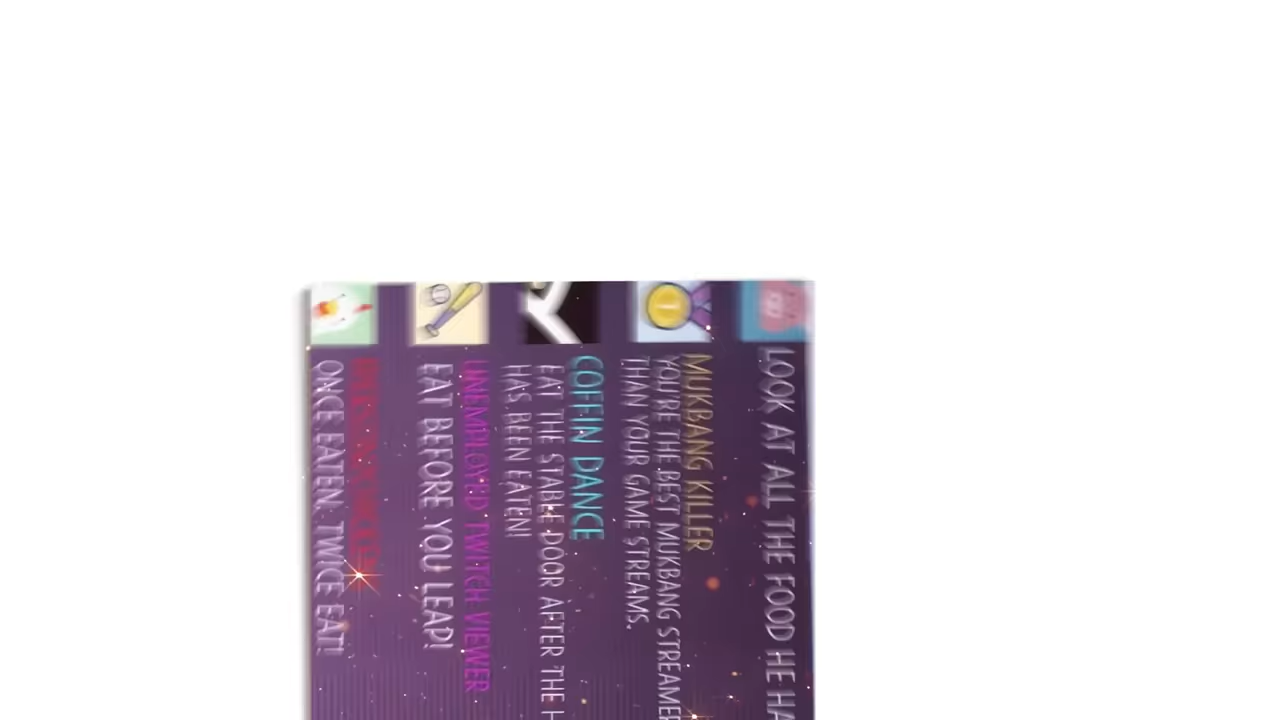 LOOK AT ALL THE FOOD HE HA
MUKBANG KILLER
YOU'RE THE BEST MUKBANG STREAMER
THAN YOUR GAME STREAMS.
COFFIN DANCE
EAT THE STABLE DOOR AFTER THE H
HAS BEEN EATEN!
UNEMPLOYED TWITCH VIEWER
EAT BEFORE YOU LEAP!
ONCE EATEN, TWICE EAT!